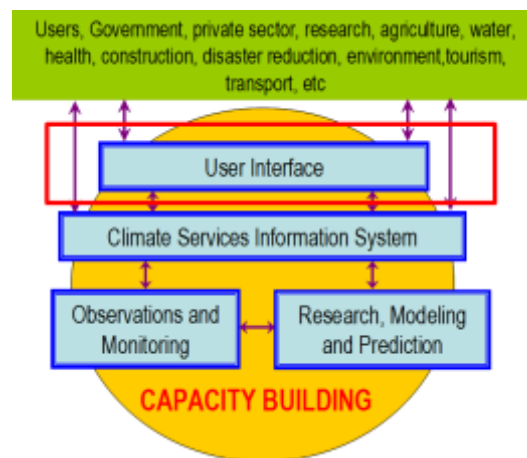 Users, Government, private sector, research, agriculture, water,
health, construction, disaster reduction, environment,tourism,
transport, etc
User Interface
Climate Services Information System
Observations and
Monitoring
Research, Modeling
and Prediction
CAPACITY BUILDING